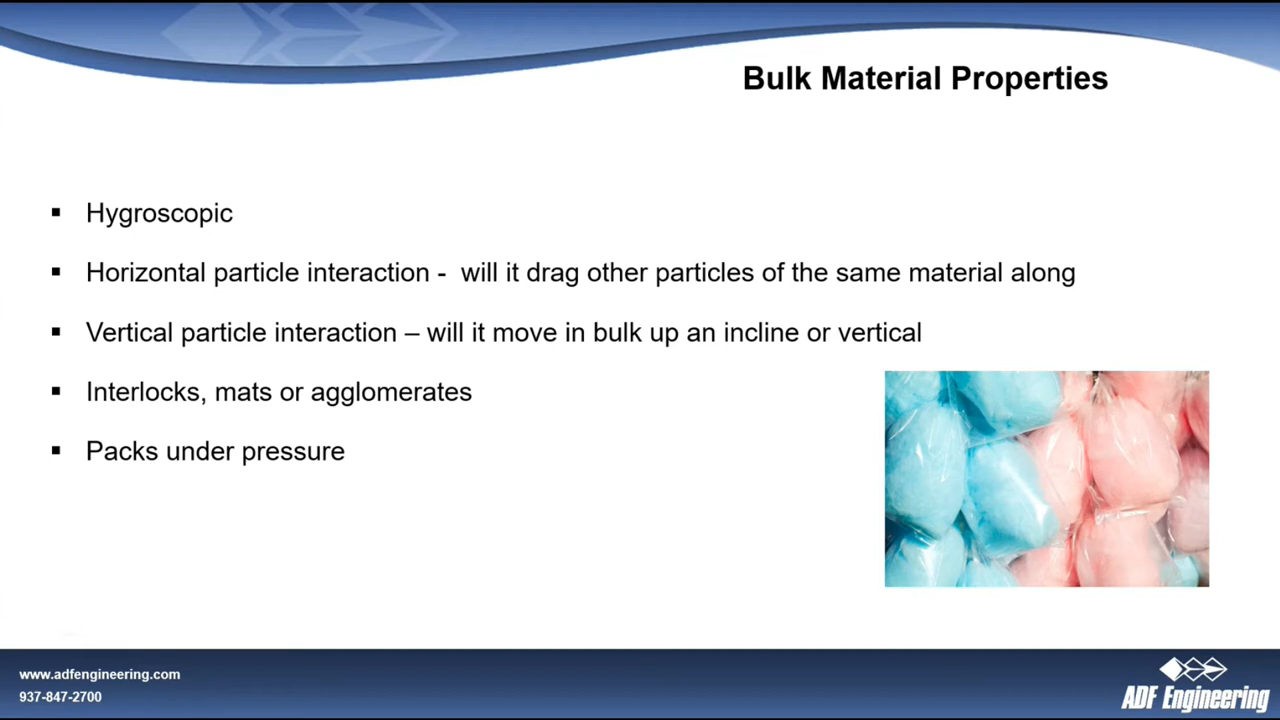 Bulk Material Properties
▪ Hygroscopic
▪ Horizontal particle interaction -  will it drag other particles of the same material along
▪ Vertical particle interaction – will it move in bulk up an incline or vertical
▪ Interlocks, mats or agglomerates
▪ Packs under pressure
www.adfengineering.com
937-847-2700
ADF Engineering